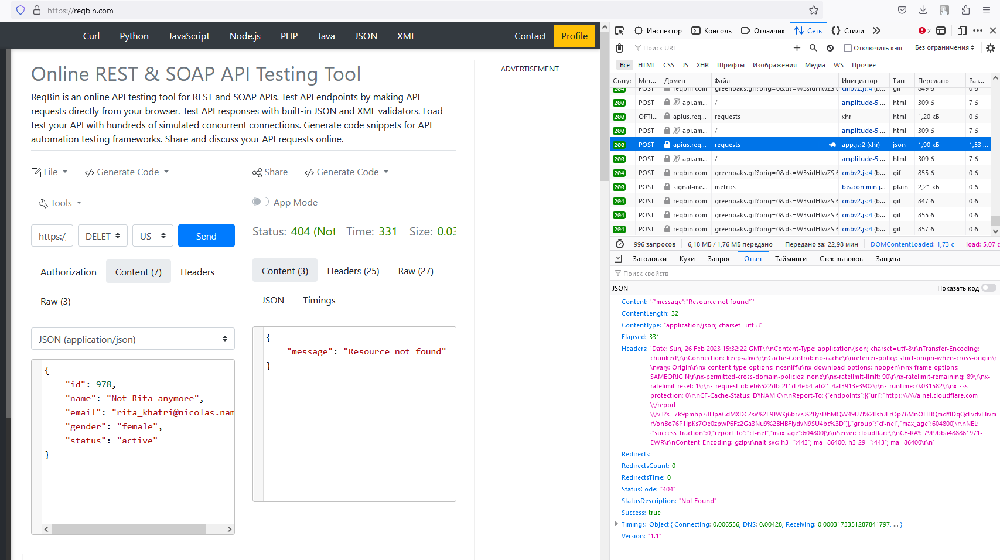 https://reqbin.com
Curl Python JavaScript Node.js PHP Java JSON XML Contact Profile
Online REST & SOAP API Testing Tool
ReqBin is an online API testing tool for REST and SOAP APIs. Test API endpoints by making API
requests directly from your browser. Test API responses with built-in JSON and XML validators. Load
test your API with hundreds of simulated concurrent connections. Generate code snippets for API
automation testing frameworks. Share and discuss your API requests online.
ADVERTISEMENT
File Generate Code Share Generate Code
Tools App Mode
https:/ DELET US Send
Status: 404 (Not Time: 331 Size: 0.03
Authorization Content (7) Headers
Raw (3)
Content (3) Headers (25) Raw (27)
JSON Timings
JSON (application/json)
{
"id": 978,
"name": "Not Rita anymore",
"email": "rita_khatri@nicolas.nam
"gender": "female",
"status": "active"
}
{
"message": "Resource not found"
}
Инспектор Консоль Отладчик Сеть Стили 2
Поиск URL Отключить кэш Без ограничения
Все HTML CSS JS XHR Шрифты Изображения Медиа WS Прочее
Статус Мет... Домен Файл Инициатор Тип Передано Раз...
204 POST reqbin.com greenoaks.gif?orig=0&ds=W3sidHlwZSI6 cmbv2.js:4 (b... gif 849 б 0 б
200 POST api.am... / amplitude-5.... html 309 б 7 б
200 OPTI... apius.req... requests xhr html 1,20 кБ 0 б
200 POST api.am... / amplitude-5.... html 309 б 7 б
200 POST apius.req... requests app.js:2 (xhr) json 1,90 кБ 1,53 ...
200 POST api.am... / amplitude-5.... html 309 б 7 б
204 POST reqbin.com greenoaks.gif?orig=0&ds=W3sidHlwZSI6 cmbv2.js:4 (b... gif 855 б 0 б
200 POST signal-me... metrics beacon.min.j... plain 2,21 кБ 0 б
204 POST reqbin.com greenoaks.gif?orig=0&ds=W3sidHlwZSI6 cmbv2.js:4 (b... gif 847 б 0 б
204 POST reqbin.com greenoaks.gif?orig=0&ds=W3sidHlwZSI6 cmbv2.js:4 (b... gif 855 б 0 б
204 POST reqbin.com greenoaks.gif?orig=0&ds=W3sidHlwZSI6 cmbv2.js:4 (b... gif 857 б 0 б
996 запросов 6,18 МБ / 1,76 МБ передано Передано за: 22,98 мин DOMContentLoaded: 1,73 с load: 5,07 с
Заголовки Куки Запрос Ответ Тайминги Стек вызовов Защита
Поиск свойств
JSON Показать код
Content: '{"message":"Resource not found"}'
ContentLength: 32
ContentType: "application/json; charset=utf-8"
Elapsed: 331
Headers: 'Date: Sun, 26 Feb 2023 15:32:22 GMT\r\nContent-Type: application/json; charset=utf-8\r\nTransfer-Encoding:
chunked\r\nConnection: keep-alive\r\nCache-Control: no-cache\r\nreferrer-policy: strict-origin-when-cross-origin\r
\nvary: Origin\r\nx-content-type-options: nosniff\r\nx-download-options: noopen\r\nx-frame-options:
SAMEORIGIN\r\nx-permitted-cross-domain-policies: none\r\nx-ratelimit-limit: 90\r\nx-ratelimit-remaining: 89\r\nx-
ratelimit-reset: 1\r\nx-request-id: eb6522db-2f1d-4eb4-ab21-4af3913e3902\r\nx-runtime: 0.031582\r\nx-xss-
protection: 0\r\nCF-Cache-Status: DYNAMIC\r\nReport-To: {"endpoints":[{"url":"https:\\/\\/a.nel.cloudflare.com
\\/report
\\/v3?s=7k9pmhp78HpaCdMXDCZsv%2F9JWKj6br7s%2BysDhMQW49IJ7I%2BshJFrOp76MnOLIHQmdYIDqQcEvdvEIivm
rVonBo76P1IpKs7Oe0zpwP6Fz2Ga3Nu9%2BHBFIydvN9SU4bc%3D"}],"group":"cf-nel","max_age":604800}\r\nNEL:
{"success_fraction":0,"report_to":"cf-nel","max_age":604800}\r\nServer: cloudflare\r\nCF-RAY: 79f9bba488861971-
EWR\r\nContent-Encoding: gzip\r\nalt-svc: h3=":443"; ma=86400, h3-29=":443"; ma=86400\r\n'
Redirects: []
RedirectsCount: 0
RedirectsTime: 0
StatusCode: "404"
StatusDescription: "Not Found"
Success: true
Timings: Object { Connecting: 0.006556, DNS: 0.00428, Receiving: 0.0003173351287841797, ... }
Version: "1.1"